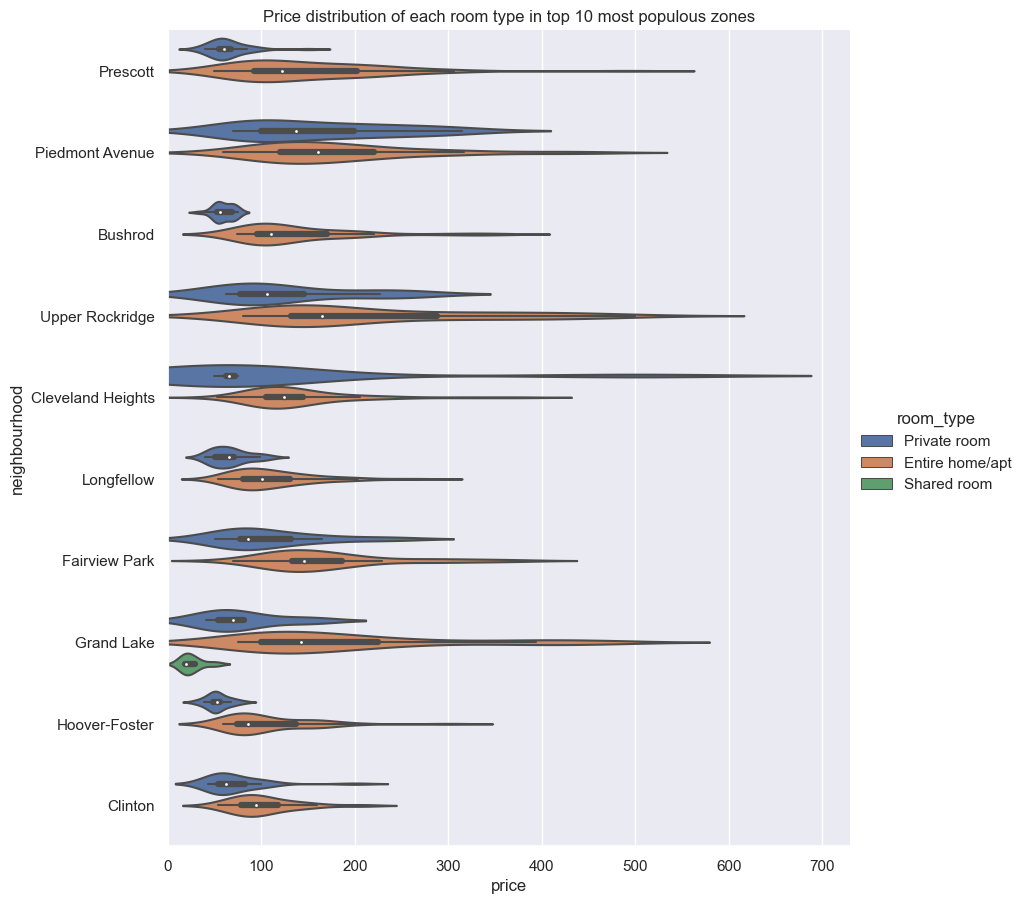 Price distribution of each room type in top 10 most populous zones
Prescott
Piedmont Avenue
Bushrod
Upper Rockridge
Cleveland Heights
Longfellow
Fairview Park
Grand Lake
Hoover-Foster
Clinton
neighbourhood
0 100 200 300 400 500 600 700
price
room_type
Private room
Entire home/apt
Shared room